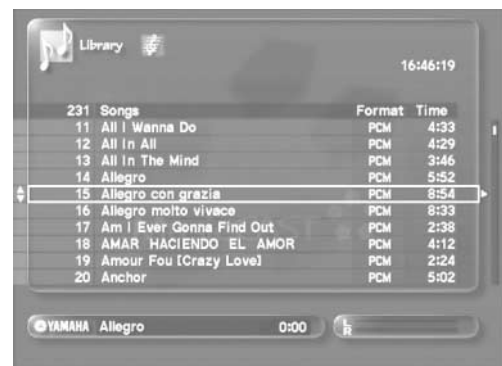 Library
16:46:19
231 Songs Format Time
11 All I Wanna Do PCM 4:33
12 All In All PCM 4:29
13 All In The Mind PCM 3:46
14 Allegro PCM 5:52
15 Allegro con grazia PCM 8:54
16 Allegro molto vivace PCM 8:33
17 Am I Ever Gonna Find Out PCM 2:38
18 AMAR HACIENDO EL AMOR PCM 4:12
19 Amour Fou [Crazy Love] PCM 2:24
20 Anchor PCM 5:02
YAMAHA Allegro 0:00 L
R